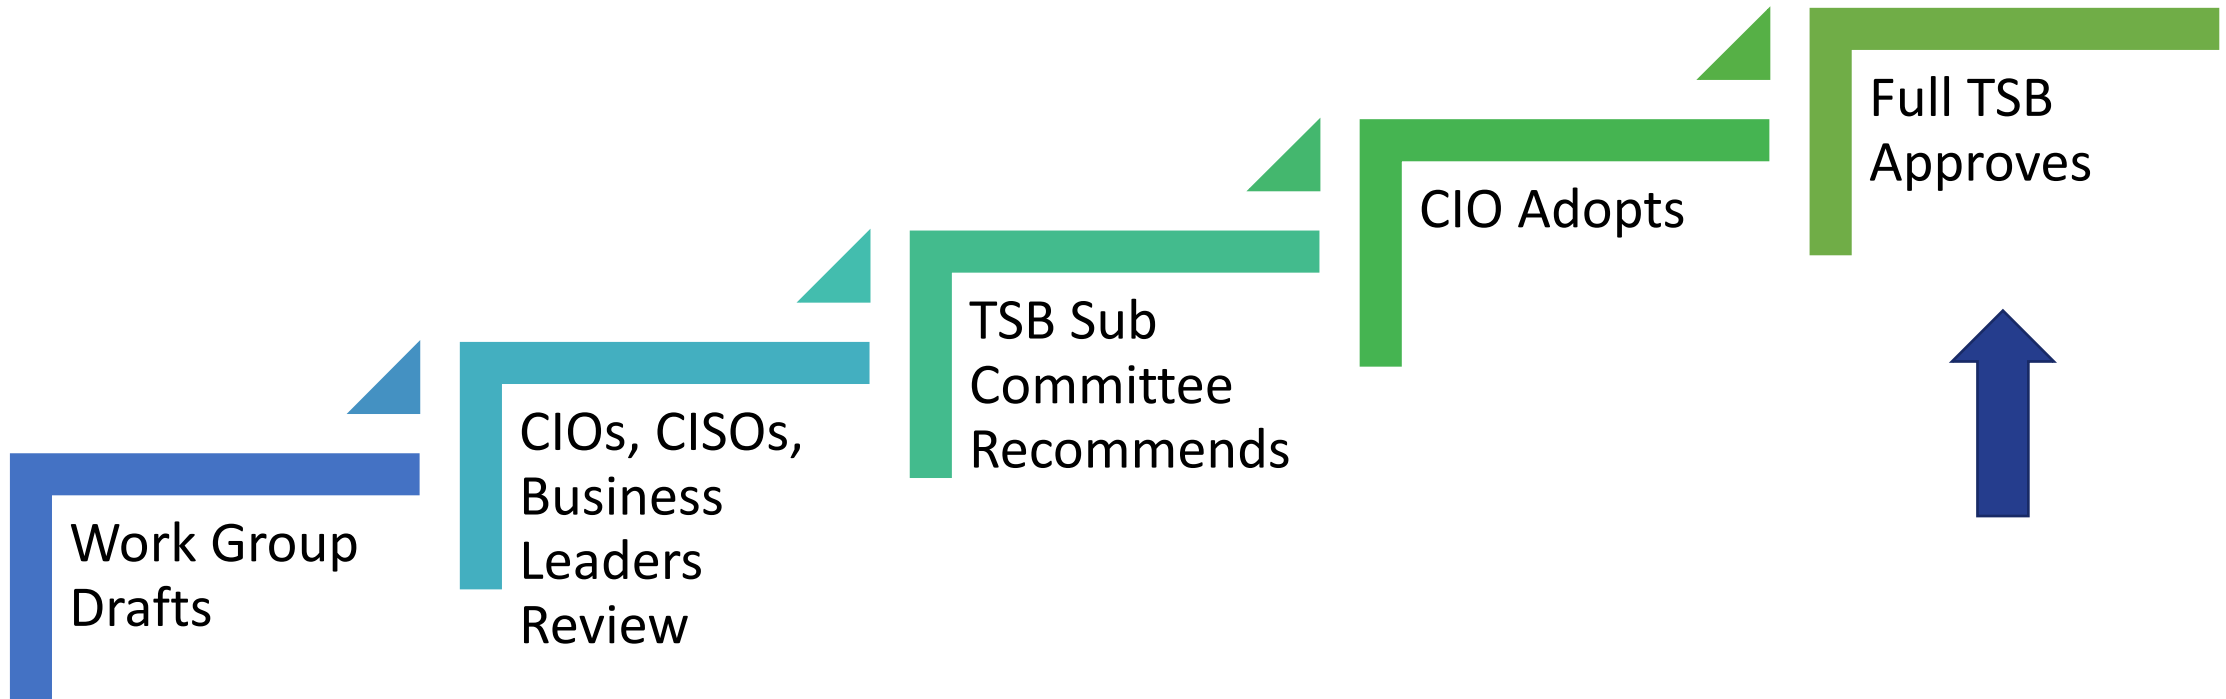 Work Group
Drafts
CIOs, CISOs,
Business
Leaders
Review
TSB Sub
Committee
Recommends
CIO Adopts
Full TSB
Approves